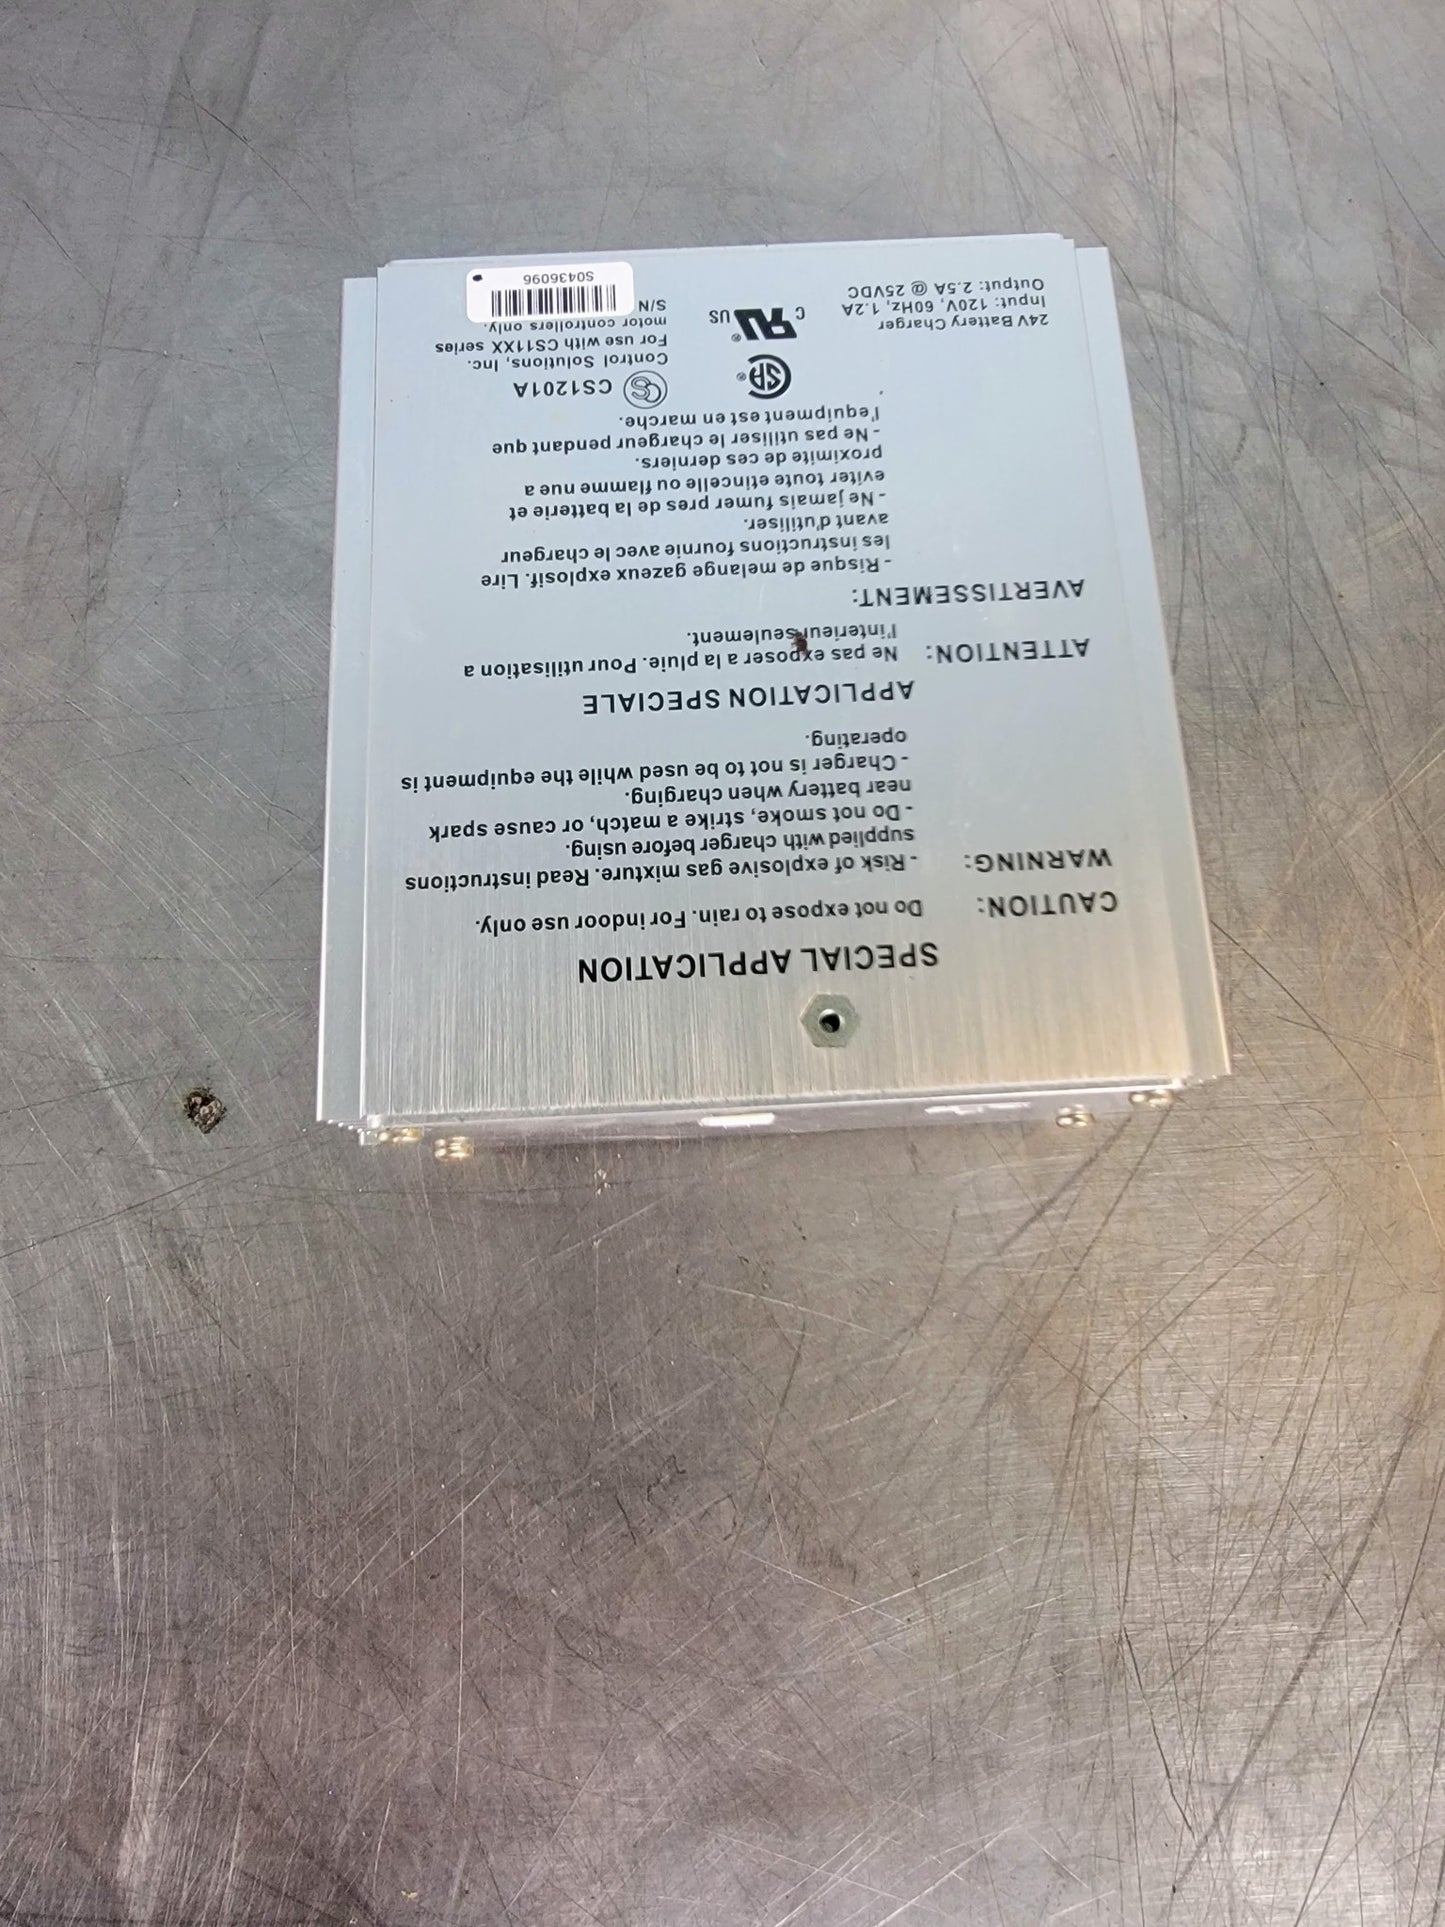 SPECIAL APPLICATION
CAUTION: Do not expose to rain. For indoor use only.
WARNING: - Risk of explosive gas mixture. Read instructions
supplied with charger before using.
- Do not smoke, strike a match, or cause spark
near battery when charging.
- Charger is not to be used while the equipment is
operating.
APPLICATION SPECIALE
ATTENTION: Ne pas exposer a la pluie. Pour utilisation a
l'interieur seulement.
AVERTISSEMENT:
- Risque de melange gazeux explosif. Lire
les instructions fournie avec le chargeur
avant d'utiliser.
- Ne jamais fumer pres de la batterie et
eviter toute etincelle ou flamme nue a
proximite de ces derniers.
- Ne pas utiliser le chargeur pendant que
l'equipment est en marche.
24V Battery Charger
Input: 120V, 60Hz, 1.2A
Output: 2.5A @ 25VDC
SA®
C RU US ®
CS CS1201A
Control Solutions, Inc.
For use with CS11XX series
motor controllers only.
S/N
S0436096